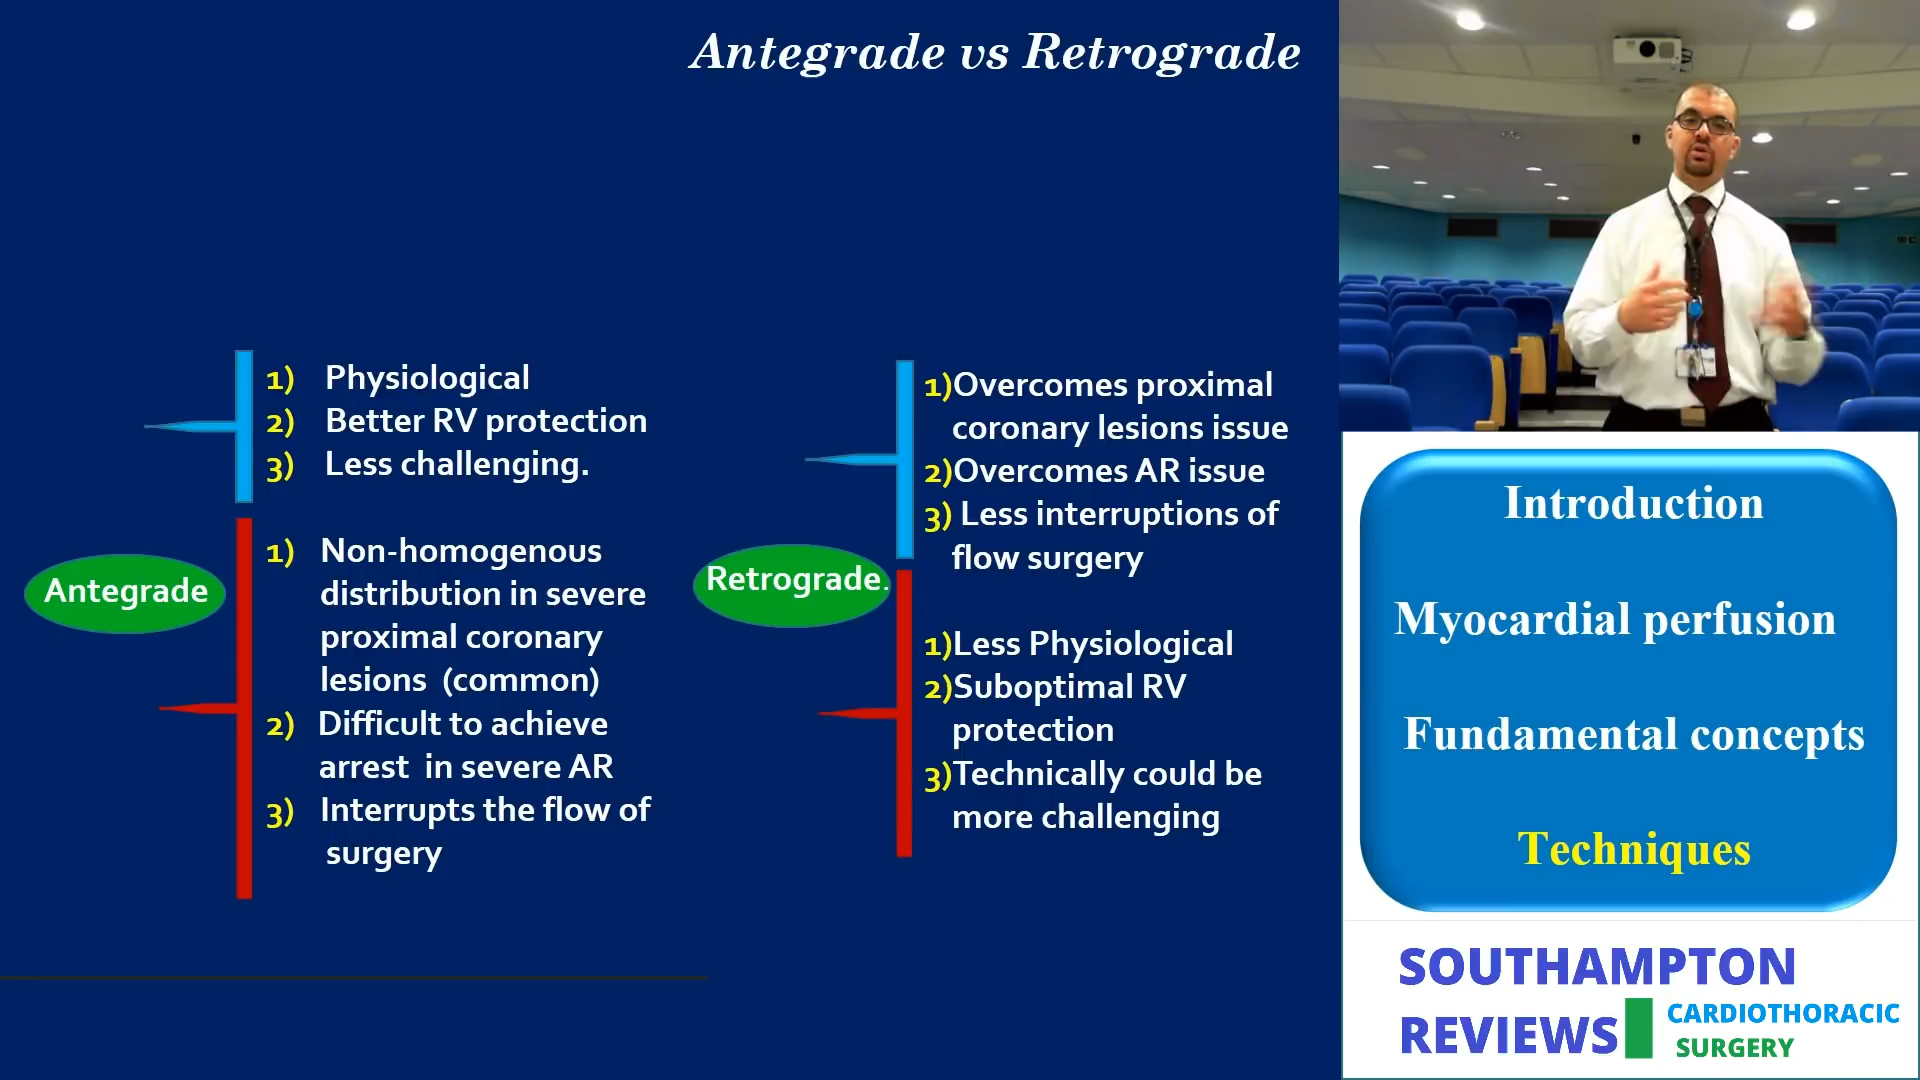 Antegrade vs Retrograde
1) Physiological
2) Better RV protection
3) Less challenging.
Antegrade
1) Non-homogenous
distribution in severe
proximal coronary
lesions (common)
2) Difficult to achieve
arrest in severe AR
3) Interrupts the flow of
surgery
1)Overcomes proximal
coronary lesions issue
2)Overcomes AR issue
3) Less interruptions of
flow surgery
Retrograde.
1)Less Physiological
2)Suboptimal RV
protection
3)Technically could be
more challenging
Introduction
Myocardial perfusion
Fundamental concepts
Techniques
SOUTHAMPTON
REVIEWS
CARDIOTHORACIC
SURGERY